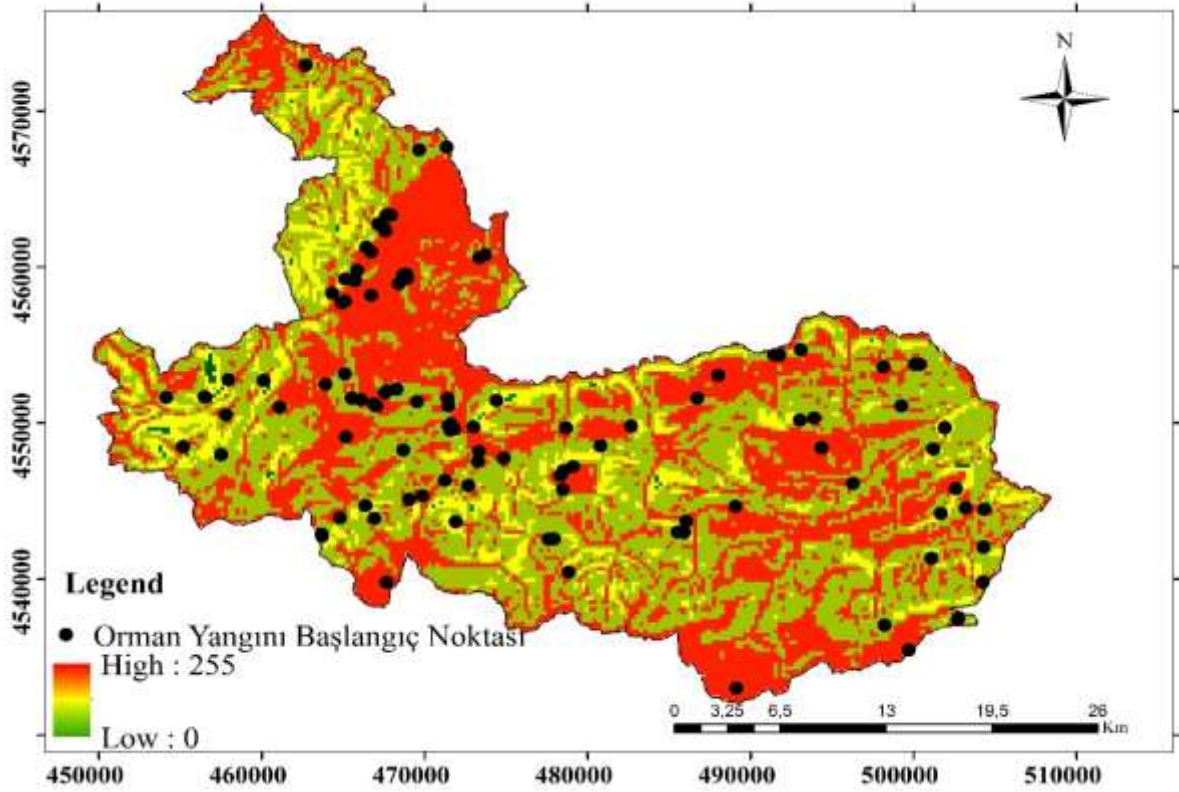 N
4570000
4560000
4550000
4540000
Legend
Orman Yangını Başlangıç Noktası
High : 255
Low : 0
0 3,25 6,5 13 19,5 26
Km
450000 460000 470000 480000 490000 500000 510000